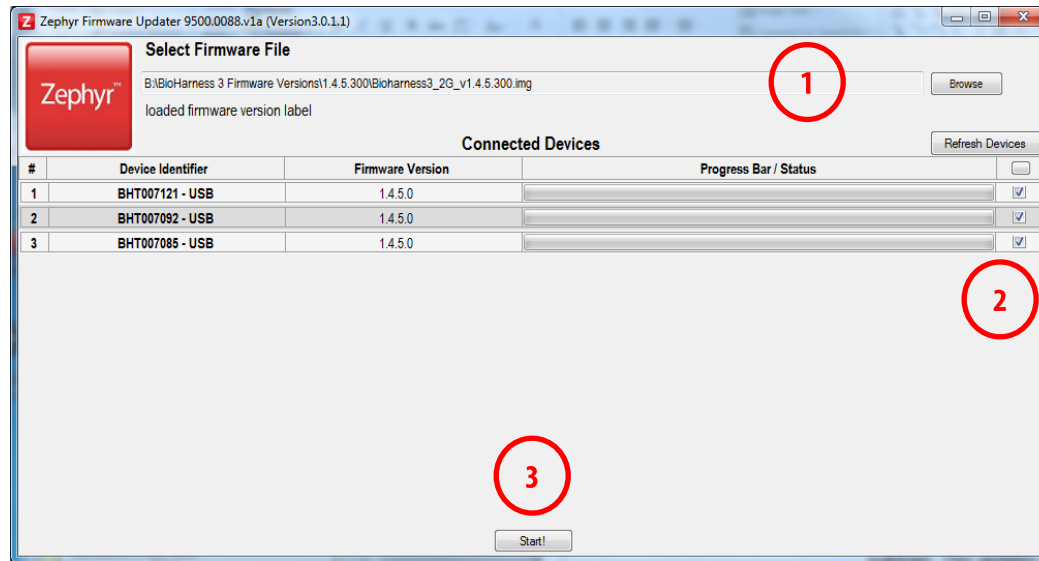 Z Zephyr Firmware Updater 9500.0088.v1a (Version3.0.1.1)
Zephyr™
Select Firmware File
B:\BioHarness 3 Firmware Versions\1.4.5.300\Bioharness3_2G_v1.4.5.300.img
1
Browse
loaded firmware version label
Connected Devices
Refresh Devices
# Device Identifier Firmware Version Progress Bar / Status
1 BHT007121 - USB 1.4.5.0
2 BHT007092 - USB 1.4.5.0
3 BHT007085 - USB 1.4.5.0
2
3
Start!